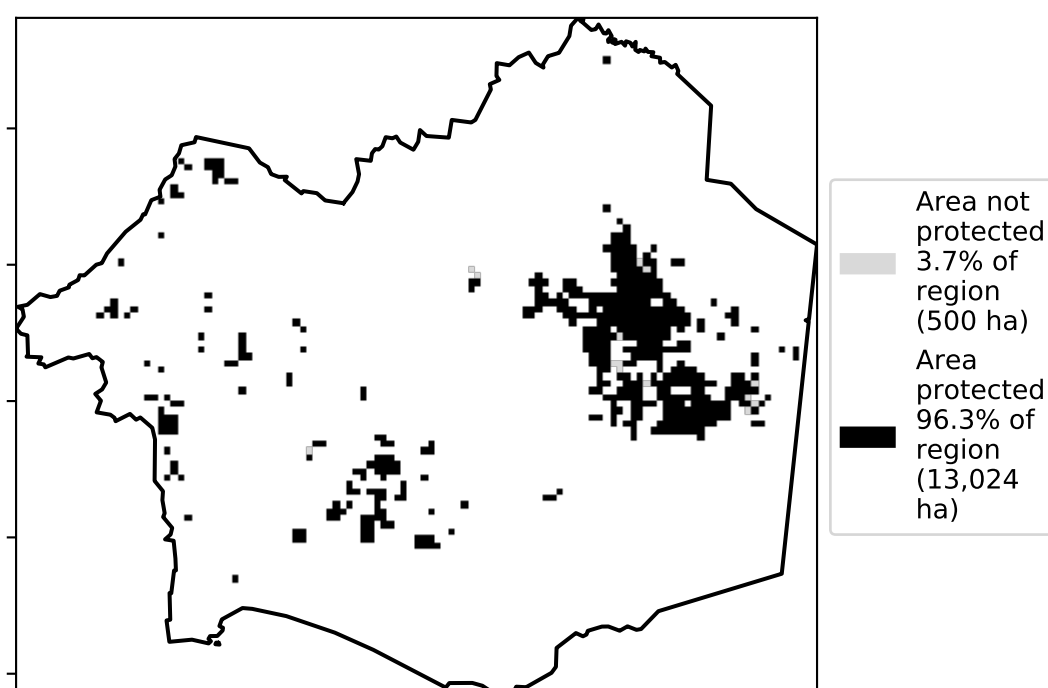 Area not
protected
3.7% of
region
(500 ha)
Area
protected
96.3% of
region
(13,024
ha)